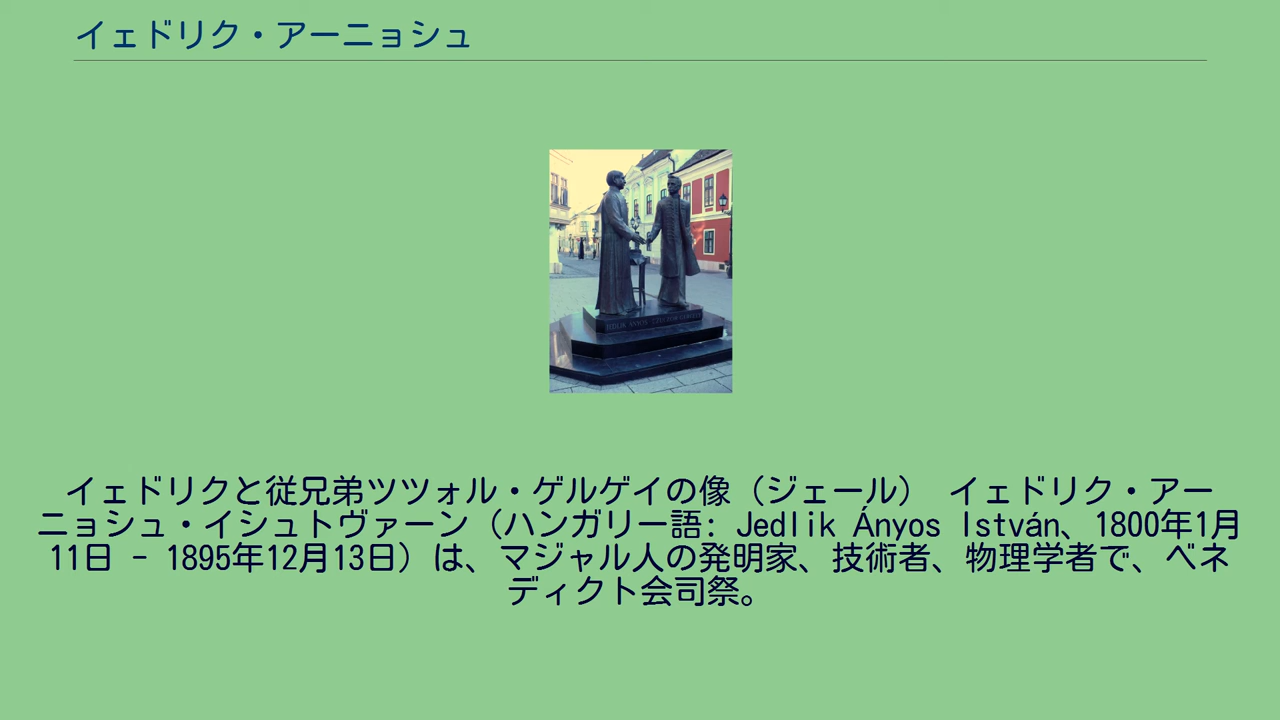 イェドリク・アーニョシュ
イェドリクと従兄弟ツツォル・ゲルゲイの像（ジェール） イェドリク・アー
ニョシュ・イシュトヴァーン（ハンガリー語: Jedlik Ányos István、1800年1月
11日 - 1895年12月13日）は、マジャル人の発明家、技術者、物理学者で、ベネ
ディクト会司祭。